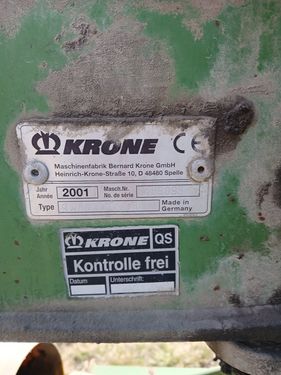 KRONE CE
Maschinenfabrik Bernard Krone GmbH
Heinrich-Krone-Straße 10, D 48480 Spelle
Jahr
Année
2001
Masch.Nr.
No. de série
Type
Made in
Germany
KRONE QS
Kontrolle frei
Datum Unterschrift: